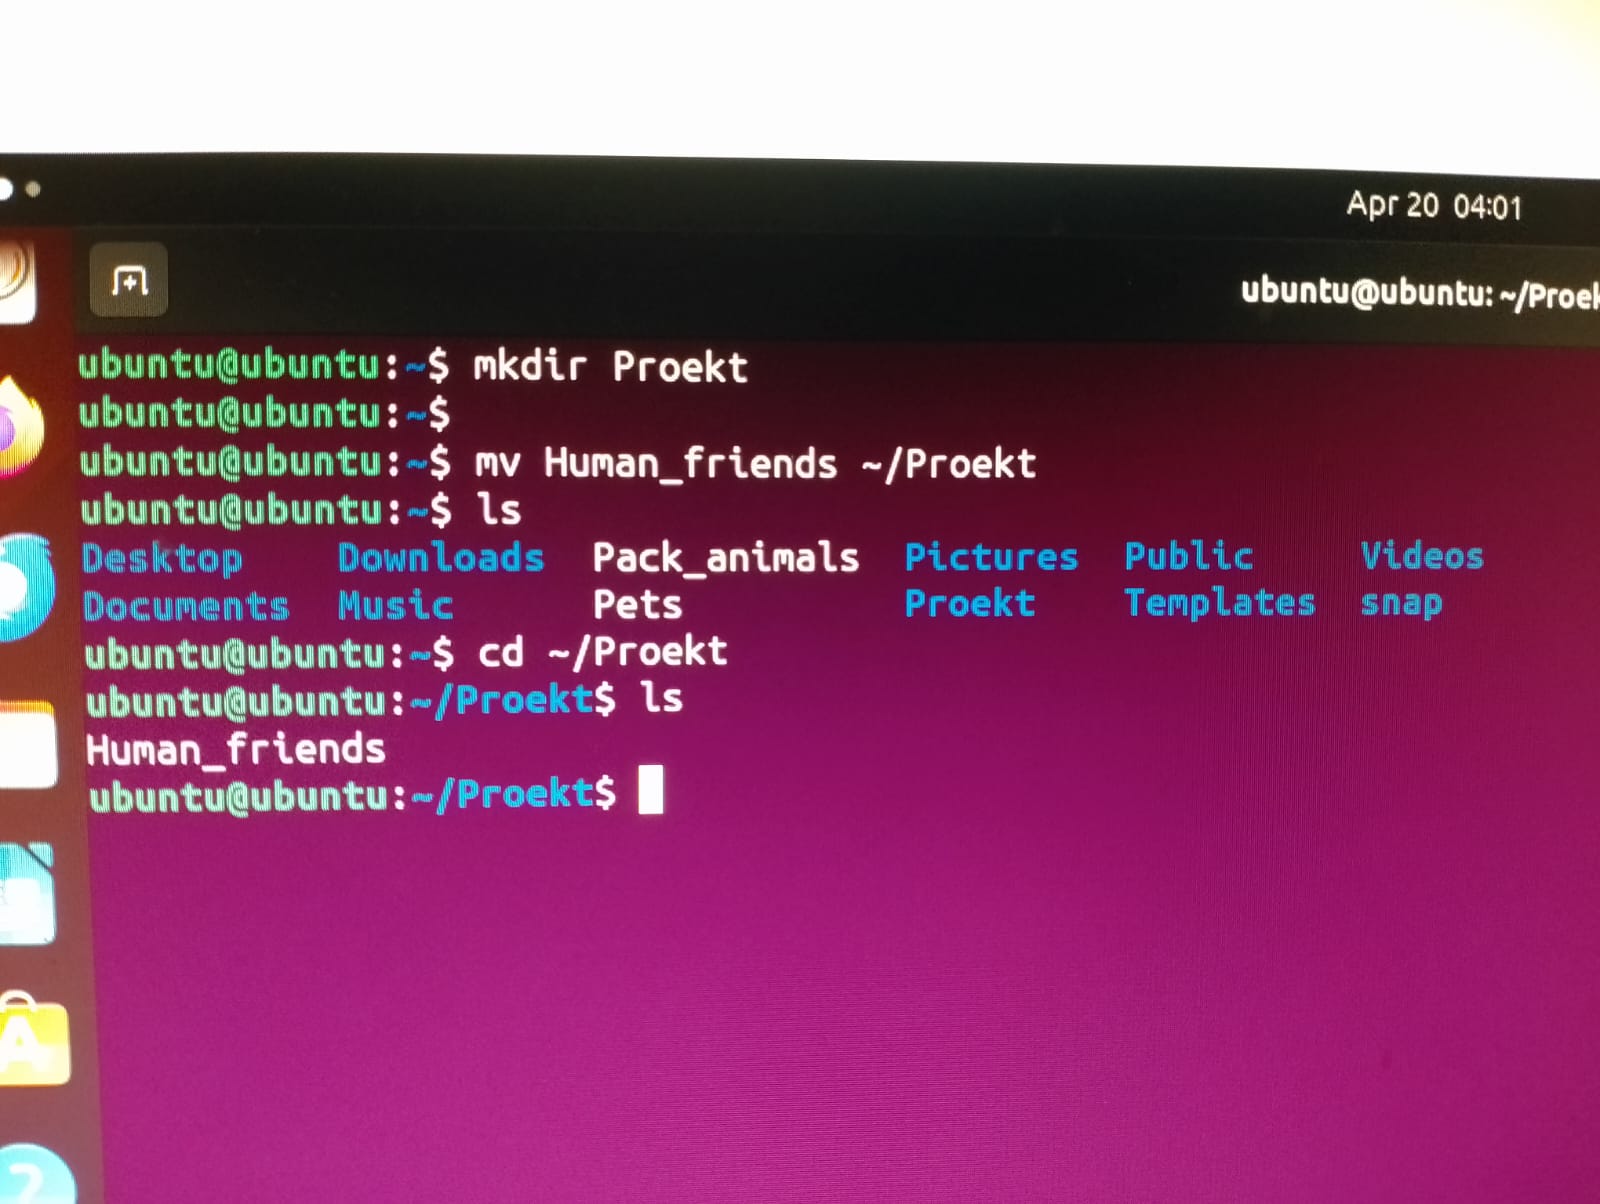 Apr 20 04:01
ubuntu@ubuntu: ~/Proek
ubuntu@ubuntu:~$ mkdir Proekt
ubuntu@ubuntu:~$
ubuntu@ubuntu:~$ mv Human_friends ~/Proekt
ubuntu@ubuntu:~$ ls
Desktop Downloads Pack_animals Pictures Public Videos
Documents Music Pets Proekt Templates snap
ubuntu@ubuntu:~$ cd ~/Proekt
ubuntu@ubuntu:~/Proekt$ ls
Human_friends
ubuntu@ubuntu:~/Proekt$